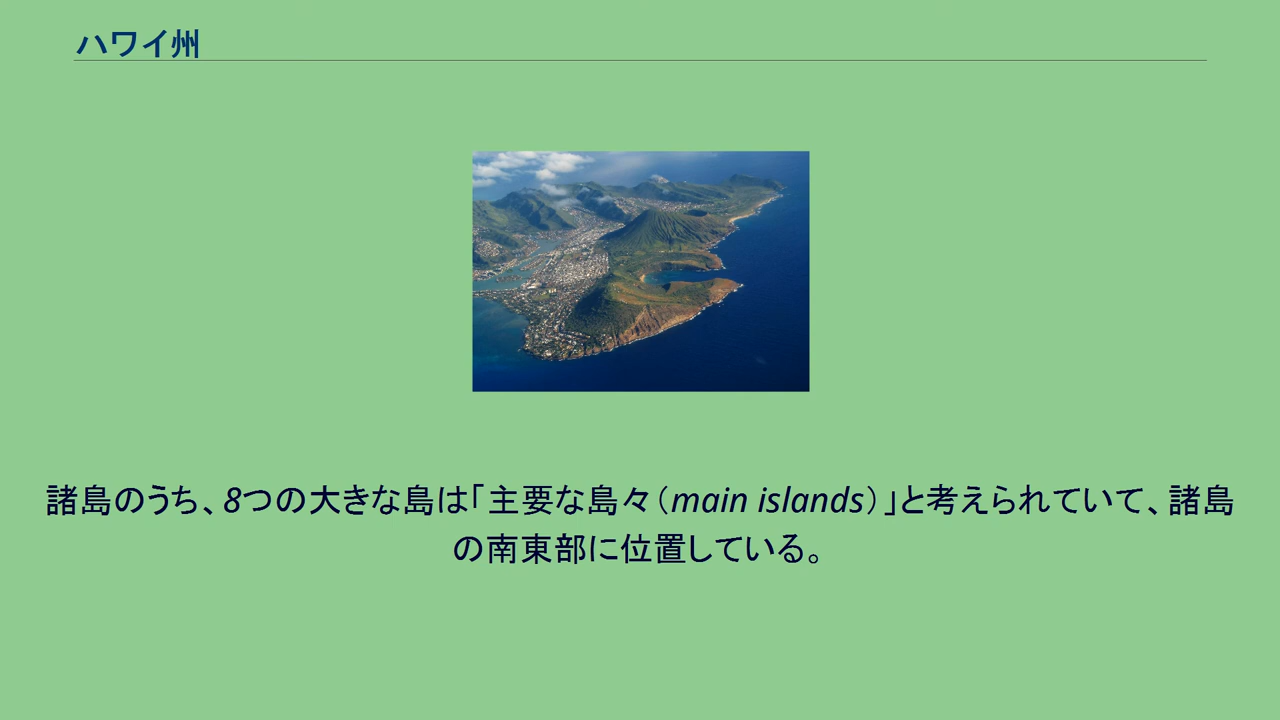 ハワイ州
諸島のうち、8つの大きな島は「主要な島々（main islands）」と考えられていて、諸島
の南東部に位置している。